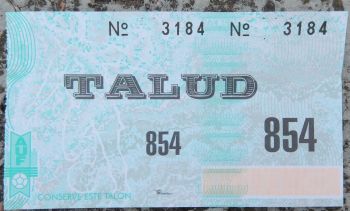 Nº 3184 Nº 3184
TALUD
854 854
CONSERVE ESTE TALON